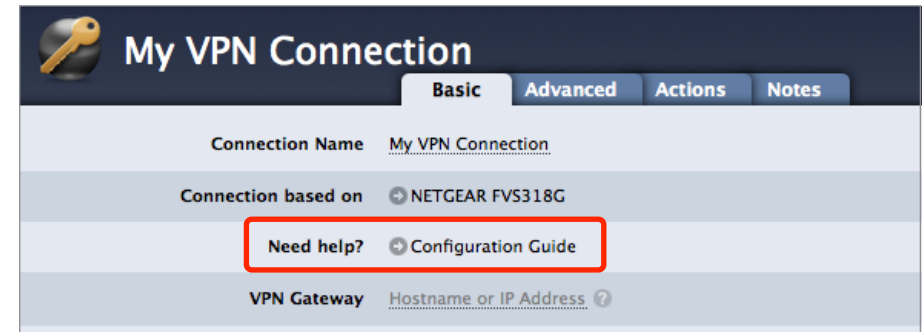 My VPN Connection
Basic Advanced Actions Notes
Connection Name My VPN Connection
Connection based on NETGEAR FVS318G
Need help? Configuration Guide
VPN Gateway Hostname or IP Address ?